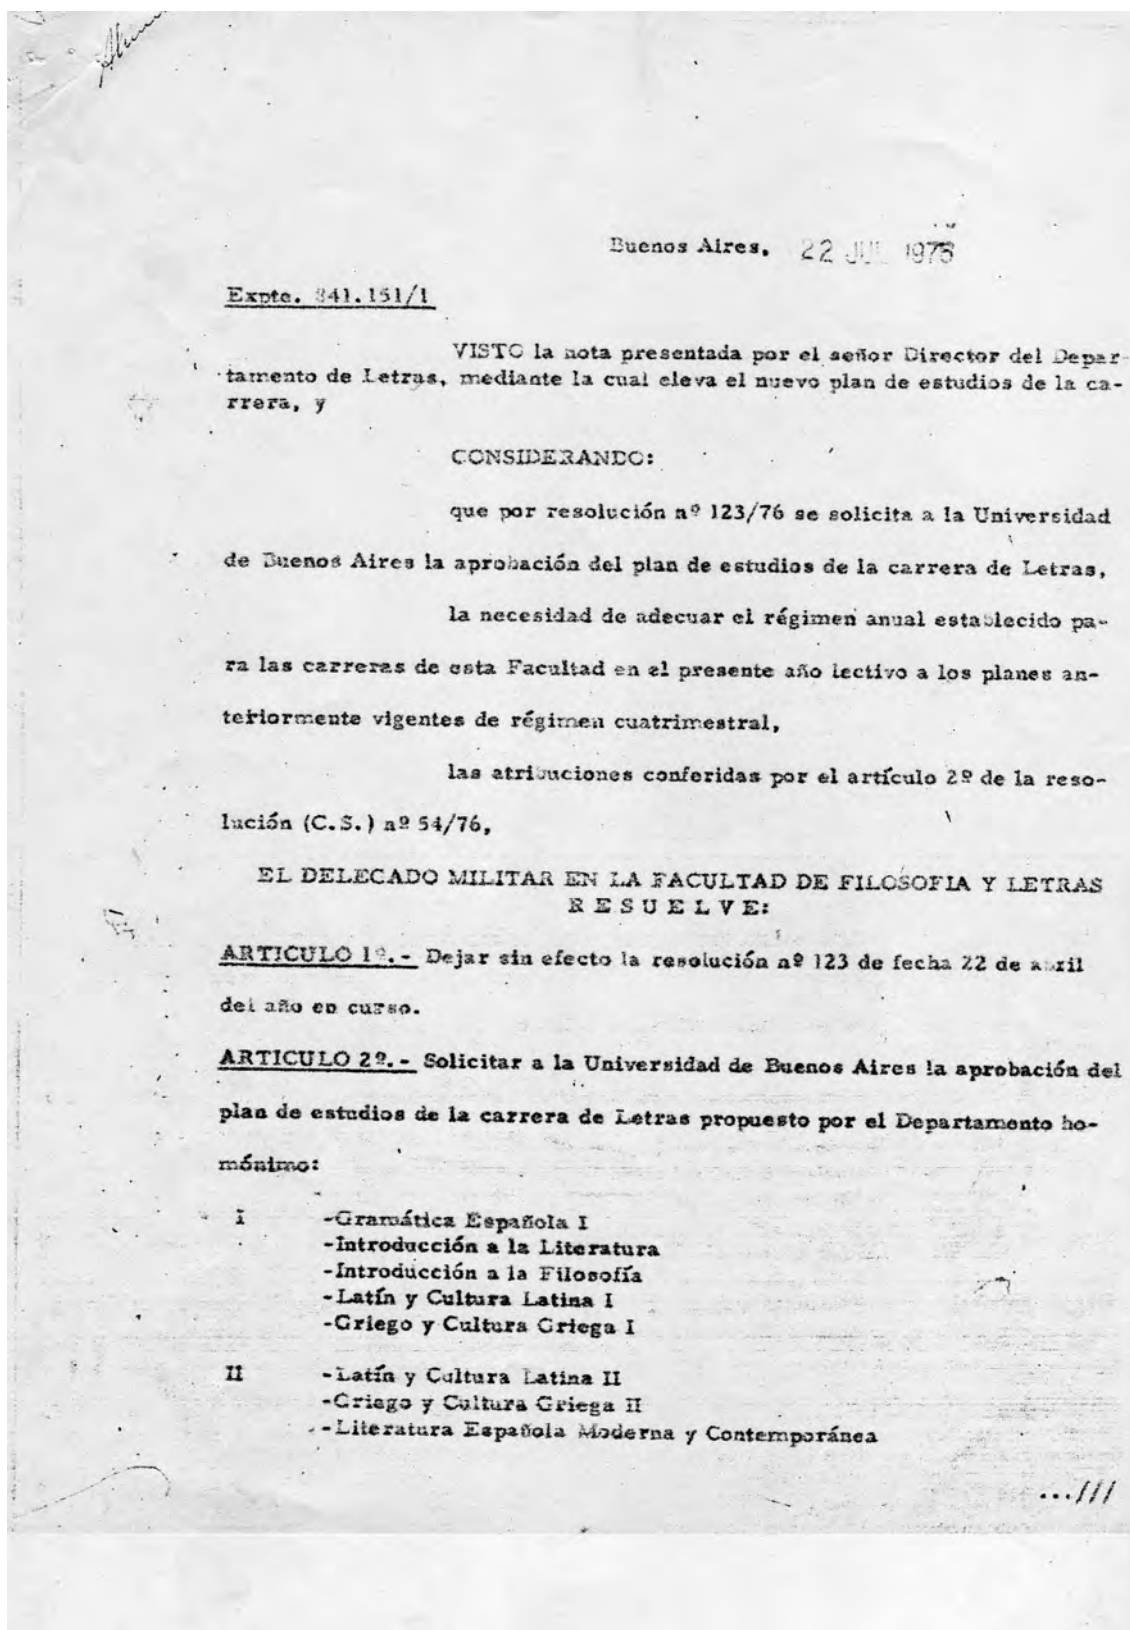 Buenos Aires, 22 JUL 1976
Expte. 841.151/1
VISTO la nota presentada por el señor Director del Depar-
tamento de Letras, mediante la cual eleva el nuevo plan de estudios de la ca-
rrera, y
CONSIDERANDO:
que por resolución nº 123/76 se solicita a la Universidad
de Buenos Aires la aprobación del plan de estudios de la carrera de Letras,
la necesidad de adecuar el régimen anual establecido pa-
ra las carreras de esta Facultad en el presente año lectivo a los planes an-
teriormente vigentes de régimen cuatrimestral,
las atribuciones conferidas por el artículo 2º de la reso-
lución (C.S.) nº 54/76,
EL DELEGADO MILITAR EN LA FACULTAD DE FILOSOFIA Y LETRAS
R E S U E L V E:
ARTICULO 1º.- Dejar sin efecto la resolución nº 123 de fecha 22 de abril
del año en curso.
ARTICULO 2º.- Solicitar a la Universidad de Buenos Aires la aprobación del
plan de estudios de la carrera de Letras propuesto por el Departamento ho-
mónimo:
I -Gramática Española I
-Introducción a la Literatura
-Introducción a la Filosofía
-Latín y Cultura Latina I
-Griego y Cultura Griega I
II -Latín y Cultura Latina II
-Griego y Cultura Griega II
-Literatura Española Moderna y Contemporánea
...///